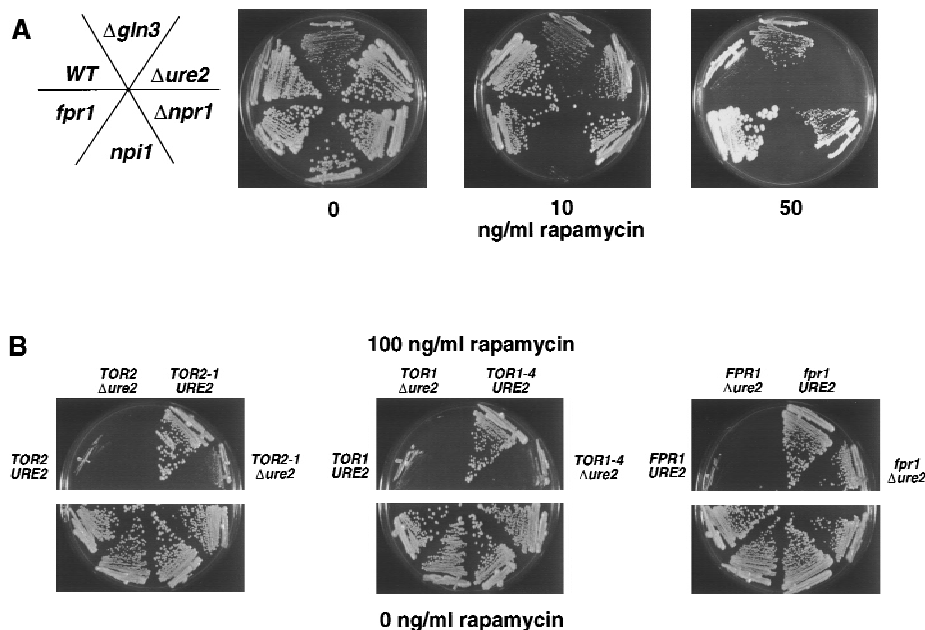 A
Δgln3
WT
Δure2
fpr1
Δnpr1
npi1
0
10
50
ng/ml rapamycin
B
100 ng/ml rapamycin
TOR2
Δure2
TOR2-1
URE2
TOR2
URE2
TOR2-1
Δure2
TOR1
Δure2
TOR1-4
URE2
TOR1
URE2
TOR1-4
Δure2
FPR1
Δure2
fpr1
URE2
FPR1
URE2
fpr1
Δure2
0 ng/ml rapamycin